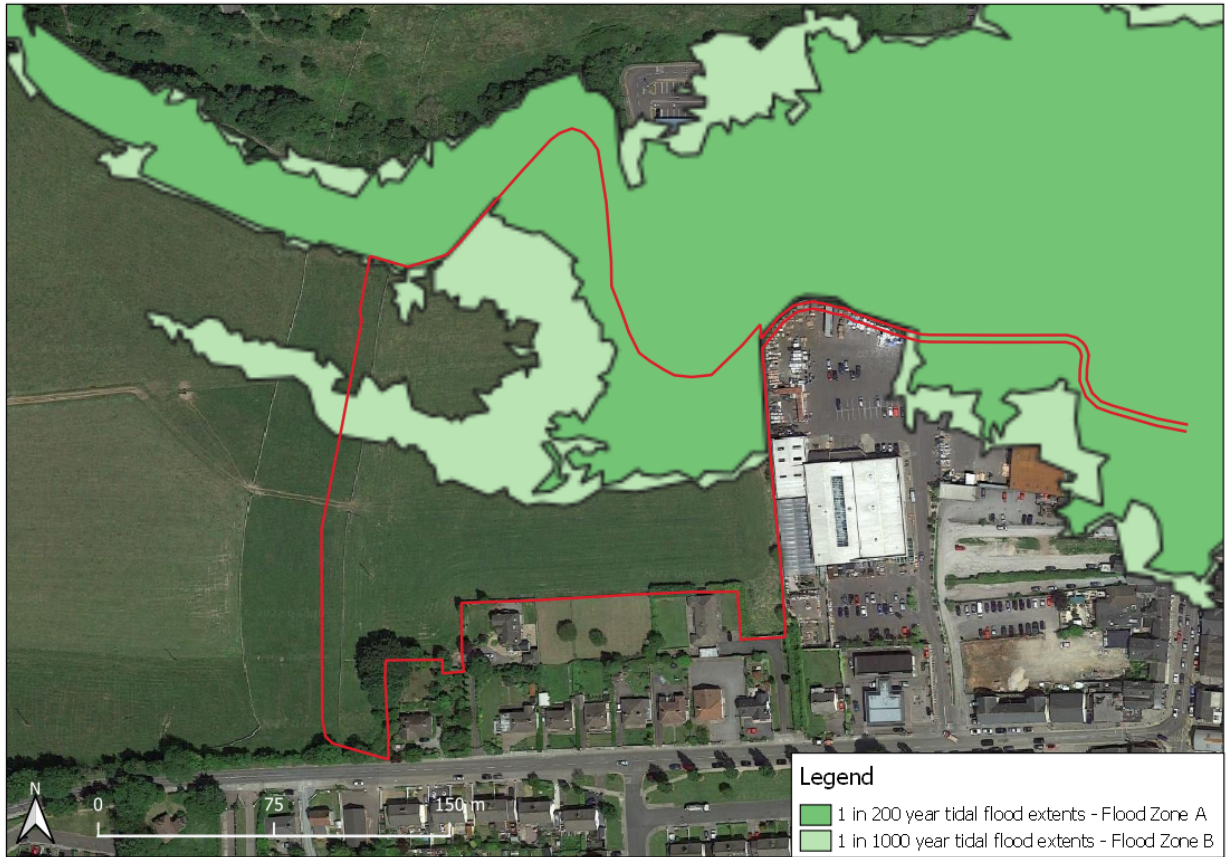 N
0 75 150 m
Legend
1 in 200 year tidal flood extents - Flood Zone A
1 in 1000 year tidal flood extents - Flood Zone B